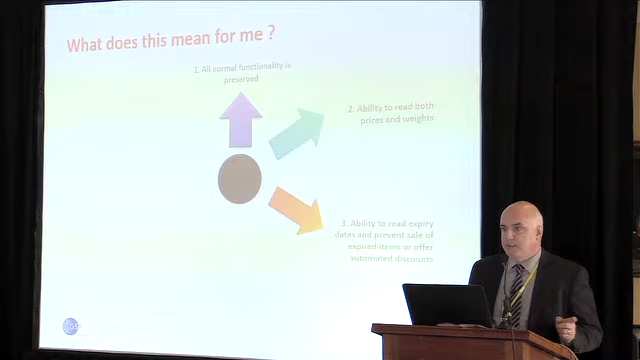 What does this mean for me ?
1. All normal functionality is
preserved
2. Ability to read both
prices and weights
3. Ability to read expiry
dates and prevent sale of
expired items or offer
automated discounts